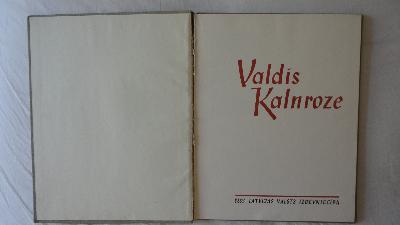 Valdis
Kalnroze
LATVIJAS VALSTS IZDEVNIECĪBA